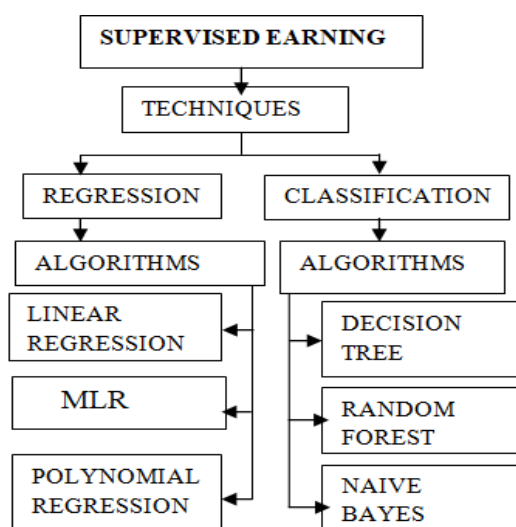 SUPERVISED EARNING
TECHNIQUES
REGRESSION
CLASSIFICATION
ALGORITHMS
ALGORITHMS
LINEAR
REGRESSION
MLR
POLYNOMIAL
REGRESSION
DECISION
TREE
RANDOM
FOREST
NAIVE
BAYES